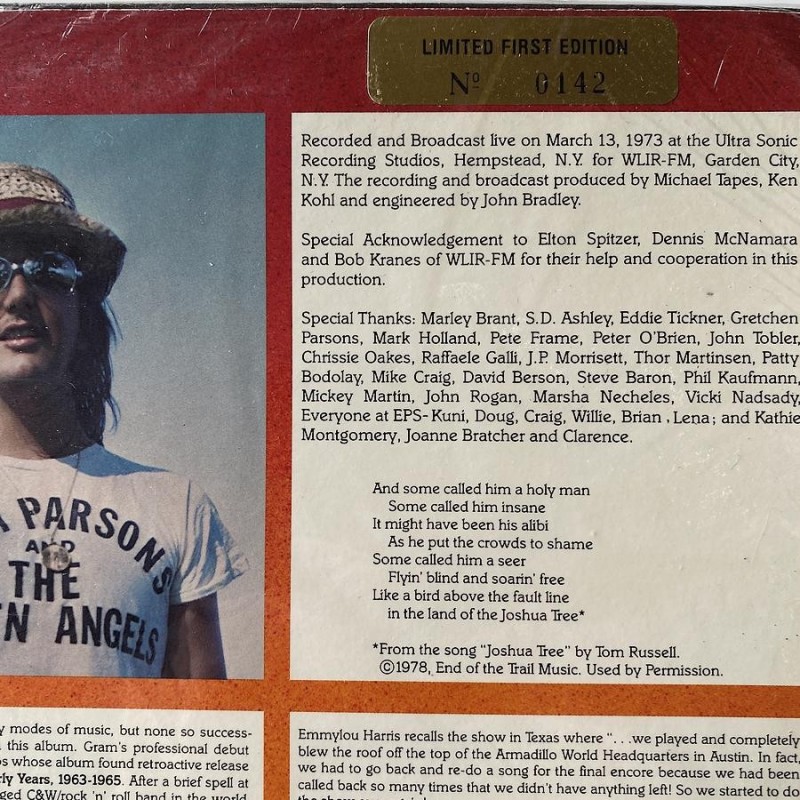 LIMITED FIRST EDITION
Nº 0142
Recorded and Broadcast live on March 13, 1973 at the Ultra Sonic
Recording Studios, Hempstead, N.Y. for WLIR-FM, Garden City,
N.Y. The recording and broadcast produced by Michael Tapes, Ken
Kohl and engineered by John Bradley.
Special Acknowledgement to Elton Spitzer, Dennis McNamara
and Bob Kranes of WLIR-FM for their help and cooperation in this
production.
Special Thanks: Marley Brant, S.D. Ashley, Eddie Tickner, Gretchen
Parsons, Mark Holland, Pete Frame, Peter O'Brien, John Tobler,
Chrissie Oakes, Raffaele Galli, J.P. Morrisett, Thor Martinsen, Patty
Bodolay, Mike Craig, David Berson, Steve Baron, Phil Kaufmann,
Mickey Martin, John Rogan, Marsha Necheles, Vicki Nadsady,
Everyone at EPS-Kuni, Doug, Craig, Willie, Brian, Lena; and Kathie
Montgomery, Joanne Bratcher and Clarence.
And some called him a holy man
Some called him insane
It might have been his alibi
As he put the crowds to shame
Some called him a seer
Flyin' blind and soarin' free
Like a bird above the fault line
in the land of the Joshua Tree*
*From the song "Joshua Tree" by Tom Russell.
©1978, End of the Trail Music. Used by Permission.
PARSONS
AND
THE
N ANGELS
modes of music, but none so success-
this album. Gram's professional debut
whose album found retroactive release
rly Years, 1963-1965. After a brief spell at
ged C&W/rock 'n' roll band in the world,
Emmylou Harris recalls the show in Texas where "...we played and completely
blew the roof off the top of the Armadillo World Headquarters in Austin. In fact,
we had to go back and re-do a song for the final encore because we had been
called back so many times that we didn't have anything left! So we started to do